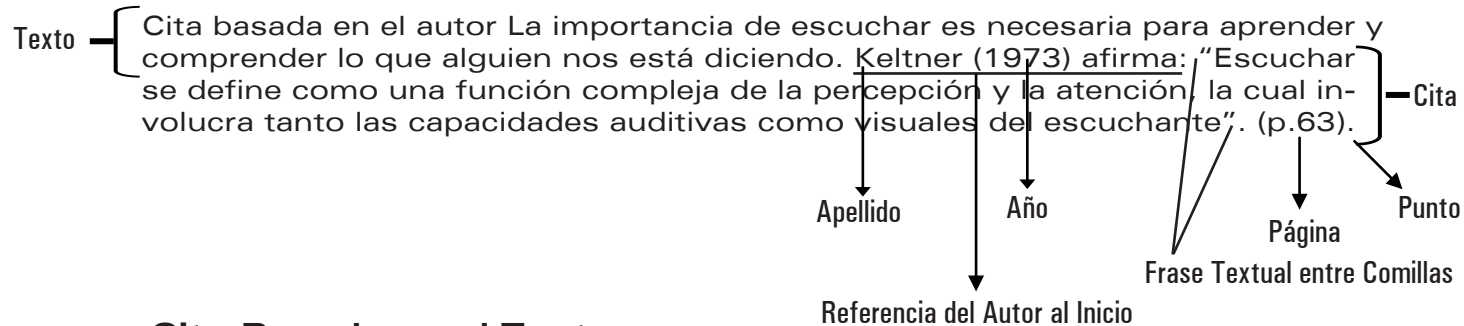 Cita basada en el autor La importancia de escuchar es necesaria para aprender y
Texto
comprender lo que alguien nos está diciendo. Keltner (1973) afirma: "Escuchar
se define como una función compleja de la percepción y la atención, la cual in-
Cita
volucra tanto las capacidades auditivas como visuales del escuchante". (p.63).
Apellido
Año
Punto
Página
Frase Textual entre Comillas
Referencia del Autor al Inicio